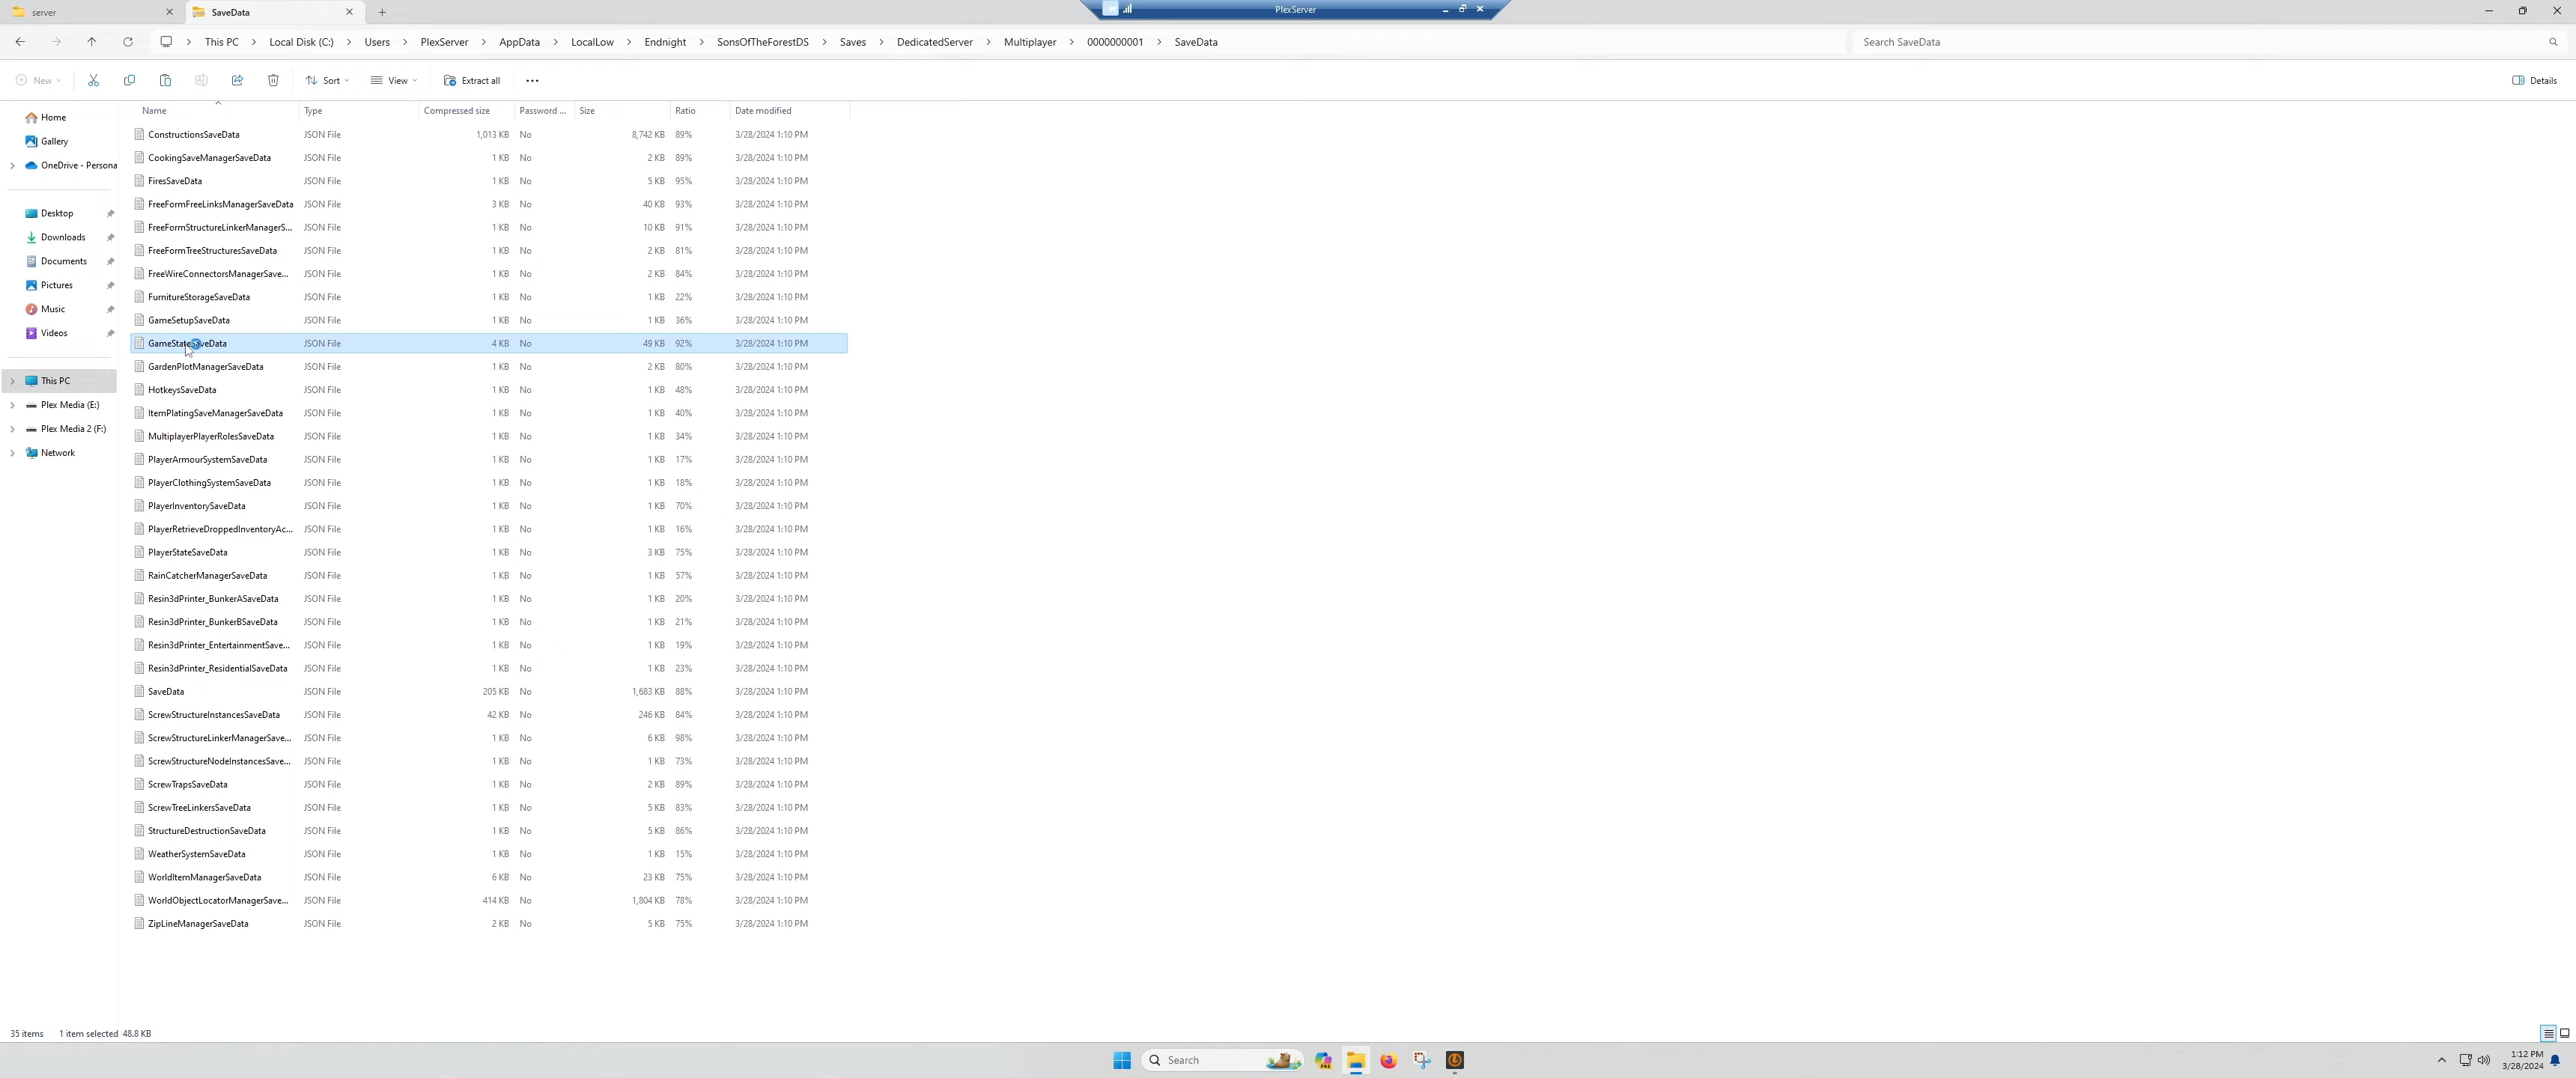 server
SaveData
PlexServer
This PC > Local Disk (C:) > Users > PlexServer > AppData > LocalLow > Endnight > SonsOfTheForestDS > Saves > DedicatedServer > Multiplayer > 0000000001 > SaveData
Search SaveData
New
Sort
View
Extract all
Details
Home
Gallery
OneDrive - Persona
Desktop
Downloads
Documents
Pictures
Music
Videos
This PC
Plex Media (E:)
Plex Media 2 (F:)
Network
Name Type Compressed size Password ... Size Ratio Date modified
ConstructionsSaveData JSON File 1,013 KB No 8,742 KB 89% 3/28/2024 1:10 PM
CookingSaveManagerSaveData JSON File 1 KB No 2 KB 89% 3/28/2024 1:10 PM
FiresSaveData JSON File 1 KB No 5 KB 95% 3/28/2024 1:10 PM
FreeFormFreeLinksManagerSaveData JSON File 3 KB No 40 KB 93% 3/28/2024 1:10 PM
FreeFormStructureLinkerManagerS... JSON File 1 KB No 10 KB 91% 3/28/2024 1:10 PM
FreeFormTreeStructuresSaveData JSON File 1 KB No 2 KB 81% 3/28/2024 1:10 PM
FreeWireConnectorsManagerSave... JSON File 1 KB No 2 KB 84% 3/28/2024 1:10 PM
FurnitureStorageSaveData JSON File 1 KB No 1 KB 22% 3/28/2024 1:10 PM
GameSetupSaveData JSON File 1 KB No 1 KB 36% 3/28/2024 1:10 PM
GameStateSaveData JSON File 4 KB No 49 KB 92% 3/28/2024 1:10 PM
GardenPlotManagerSaveData JSON File 1 KB No 2 KB 80% 3/28/2024 1:10 PM
HotkeysSaveData JSON File 1 KB No 1 KB 48% 3/28/2024 1:10 PM
ItemPlatingSaveManagerSaveData JSON File 1 KB No 1 KB 40% 3/28/2024 1:10 PM
MultiplayerPlayerRolesSaveData JSON File 1 KB No 1 KB 34% 3/28/2024 1:10 PM
PlayerArmourSystemSaveData JSON File 1 KB No 1 KB 17% 3/28/2024 1:10 PM
PlayerClothingSystemSaveData JSON File 1 KB No 1 KB 18% 3/28/2024 1:10 PM
PlayerInventorySaveData JSON File 1 KB No 1 KB 70% 3/28/2024 1:10 PM
PlayerRetrieveDroppedInventoryAc... JSON File 1 KB No 1 KB 16% 3/28/2024 1:10 PM
PlayerStateSaveData JSON File 1 KB No 3 KB 75% 3/28/2024 1:10 PM
RainCatcherManagerSaveData JSON File 1 KB No 1 KB 57% 3/28/2024 1:10 PM
Resin3dPrinter_BunkerASaveData JSON File 1 KB No 1 KB 20% 3/28/2024 1:10 PM
Resin3dPrinter_BunkerBSaveData JSON File 1 KB No 1 KB 21% 3/28/2024 1:10 PM
Resin3dPrinter_EntertainmentSave... JSON File 1 KB No 1 KB 19% 3/28/2024 1:10 PM
Resin3dPrinter_ResidentialSaveData JSON File 1 KB No 1 KB 23% 3/28/2024 1:10 PM
SaveData JSON File 205 KB No 1,683 KB 88% 3/28/2024 1:10 PM
ScrewStructureInstancesSaveData JSON File 42 KB No 246 KB 84% 3/28/2024 1:10 PM
ScrewStructureLinkerManagerSave... JSON File 1 KB No 6 KB 98% 3/28/2024 1:10 PM
ScrewStructureNodeInstancesSave... JSON File 1 KB No 1 KB 73% 3/28/2024 1:10 PM
ScrewTrapsSaveData JSON File 1 KB No 2 KB 89% 3/28/2024 1:10 PM
ScrewTreeLinkersSaveData JSON File 1 KB No 5 KB 83% 3/28/2024 1:10 PM
StructureDestructionSaveData JSON File 1 KB No 5 KB 86% 3/28/2024 1:10 PM
WeatherSystemSaveData JSON File 1 KB No 1 KB 15% 3/28/2024 1:10 PM
WorldItemManagerSaveData JSON File 6 KB No 23 KB 75% 3/28/2024 1:10 PM
WorldObjectLocatorManagerSave... JSON File 414 KB No 1,804 KB 78% 3/28/2024 1:10 PM
ZipLineManagerSaveData JSON File 2 KB No 5 KB 75% 3/28/2024 1:10 PM
35 items 1 item selected 48.8 KB
Search
PRE
1:12 PM
3/28/2024